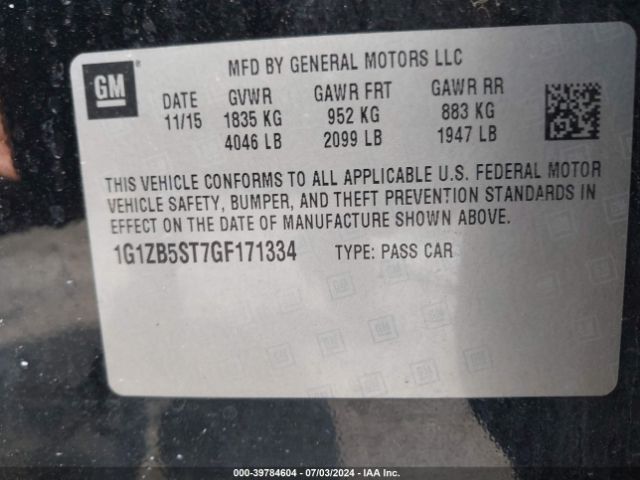 GM
MFD BY GENERAL MOTORS LLC
DATE GVWR GAWR FRT GAWR RR
11/15 1835 KG 952 KG 883 KG
4046 LB 2099 LB 1947 LB
THIS VEHICLE CONFORMS TO ALL APPLICABLE U.S. FEDERAL MOTOR
VEHICLE SAFETY, BUMPER, AND THEFT PREVENTION STANDARDS IN
EFFECT ON THE DATE OF MANUFACTURE SHOWN ABOVE.
1G1ZB5ST7GF171334 TYPE: PASS CAR
000-39784604 / 07/03/2024 - IAA Inc.